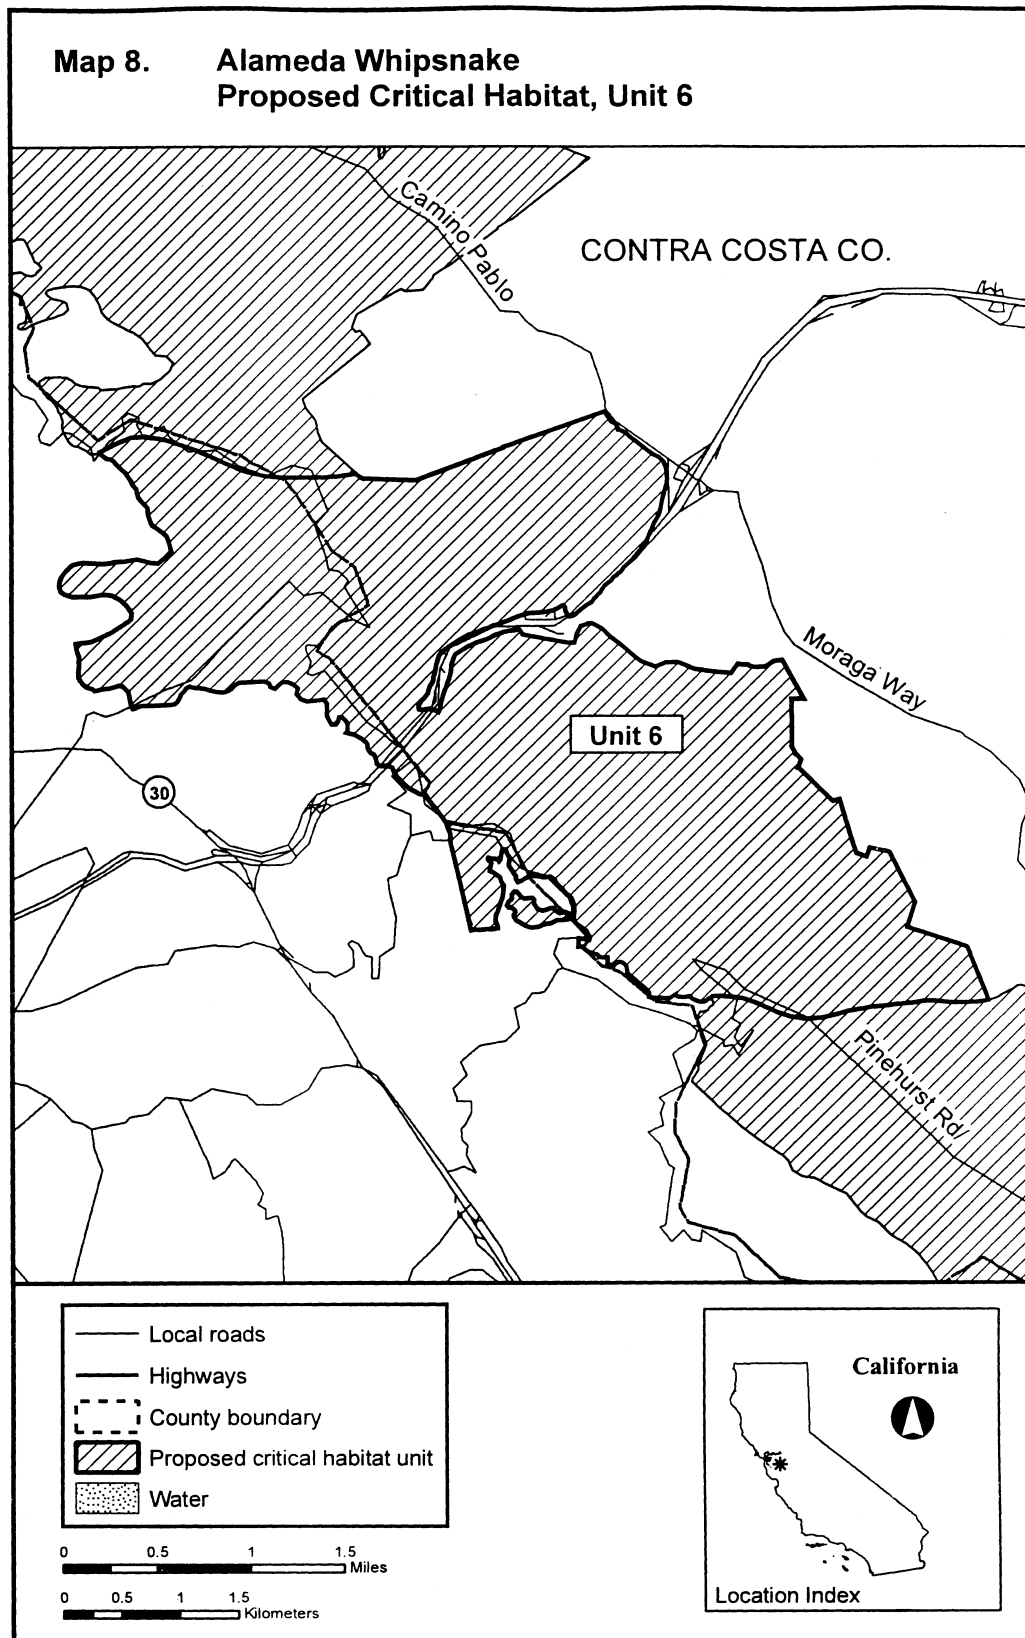 Map 8. Alameda Whipsnake
Proposed Critical Habitat, Unit 6
Camino Pablo
CONTRA COSTA CO.
Moraga Way
Unit 6
30
Pinehurst Rd/
Local roads
Highways
County boundary
Proposed critical habitat unit
Water
0 0.5 1 1.5
Miles
0 0.5 1 1.5
Kilometers
California
Location Index